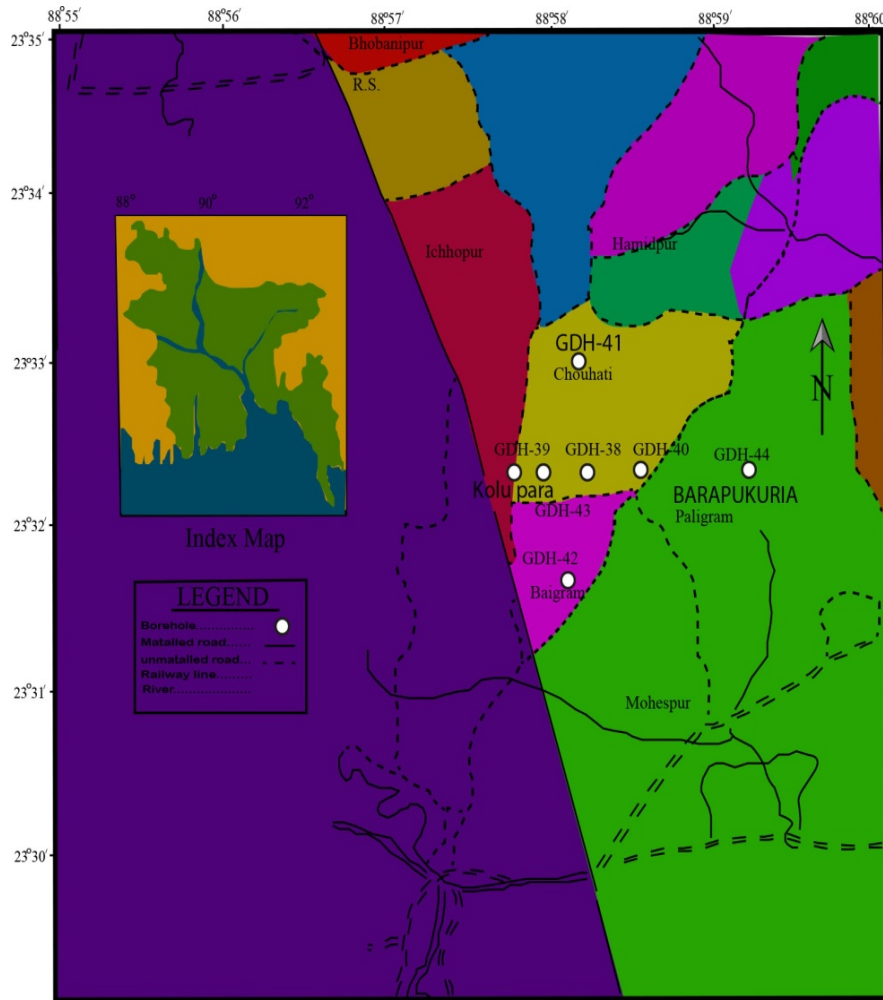 88°55′ 88°56′ 88°57′ 88°58′ 88°59′ 88°60
23°35′
Bhobanipur
R.S.
23°34′
88° 90° 92°
Hamidpur
Ichhopur
23°33′
GDH-41
Chouhati
N
GDH-39 GDH-38 GDH-40 GDH-44
Kolu para BARAPUKURIA
GDH-43 Paligram
23°32′
Index Map
GDH-42
Baigram
LEGEND
Borehole..............
Matalled road......
unmatalled road...
Railway line.........
River...................
23°31′
Mohespur
23°30′